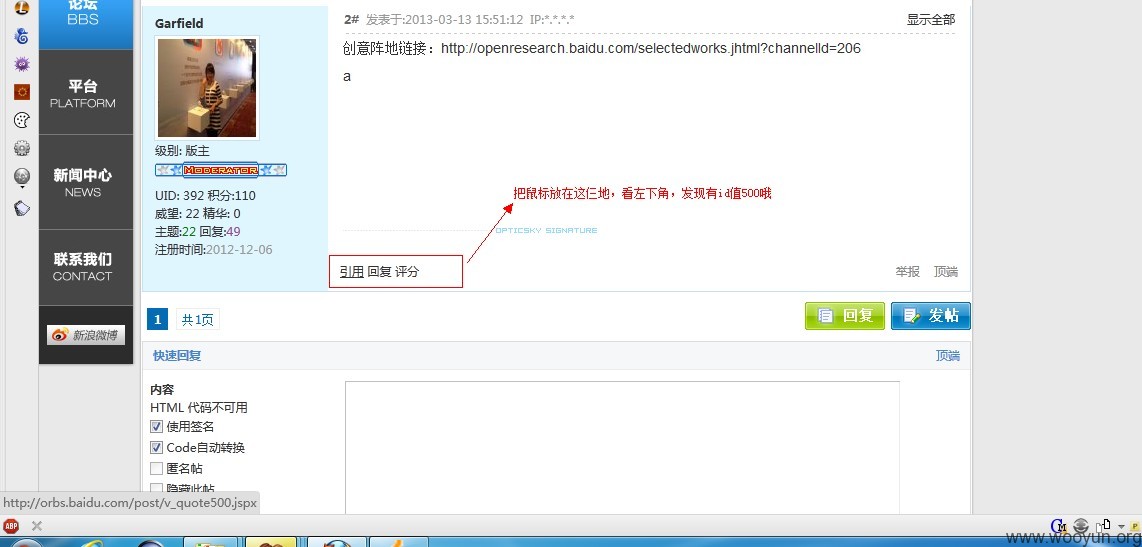 论坛
BBS
平台
PLATFORM
新闻中心
NEWS
联系我们
CONTACT
新浪微博
Garfield
级别: 版主
MODERATOR
UID: 392 积分:110
威望: 22 精华: 0
主题:22 回复:49
注册时间:2012-12-06
2# 发表于:2013-03-13 15:51:12 IP:*.*.*.*
显示全部
创意阵地链接：http://openresearch.baidu.com/selectedworks.jhtml?channelId=206
a
把鼠标放在这仨地，看左下角，发现有id值500哦
OPTICSKY SIGNATURE
引用 回复 评分
举报 顶端
1 共1页
回复 发帖
快速回复
顶端
内容
HTML 代码不可用
使用签名
Code自动转换
匿名帖
隐藏此帖
http://orbs.baidu.com/post/v_quote500.jspx
ABP
www.wooyun.org